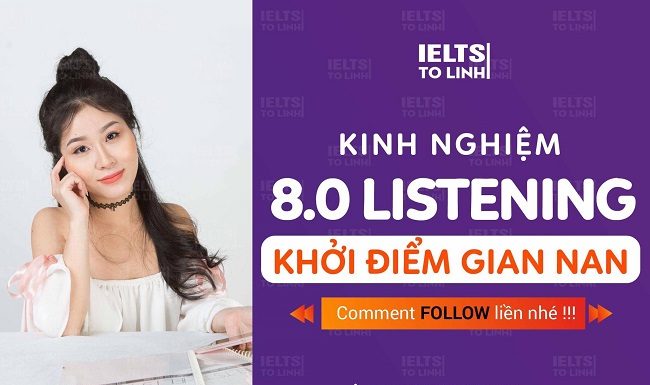 IELTS
TO LINH
KINH NGHIỆM
8.0 LISTENING
KHỞI ĐIỂM GIAN NAN
Comment FOLLOW liền nhé !!!